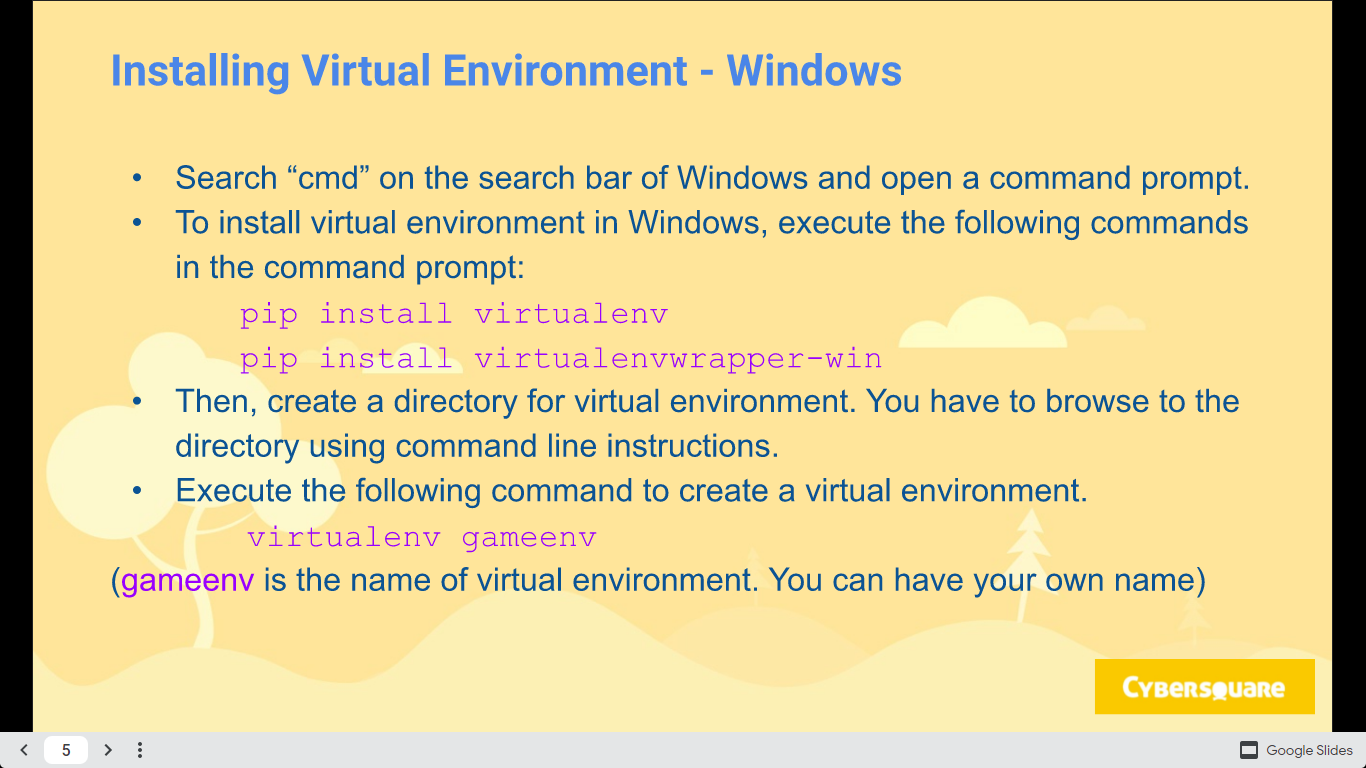 Installing Virtual Environment - Windows
• Search “cmd” on the search bar of Windows and open a command prompt.
• To install virtual environment in Windows, execute the following commands
in the command prompt:
pip install virtualenv
pip install virtualenvwrapper-win
• Then, create a directory for virtual environment. You have to browse to the
directory using command line instructions.
• Execute the following command to create a virtual environment.
virtualenv gameenv
(gameenv is the name of virtual environment. You can have your own name)
CYBERSQUARE
5
Google Slides